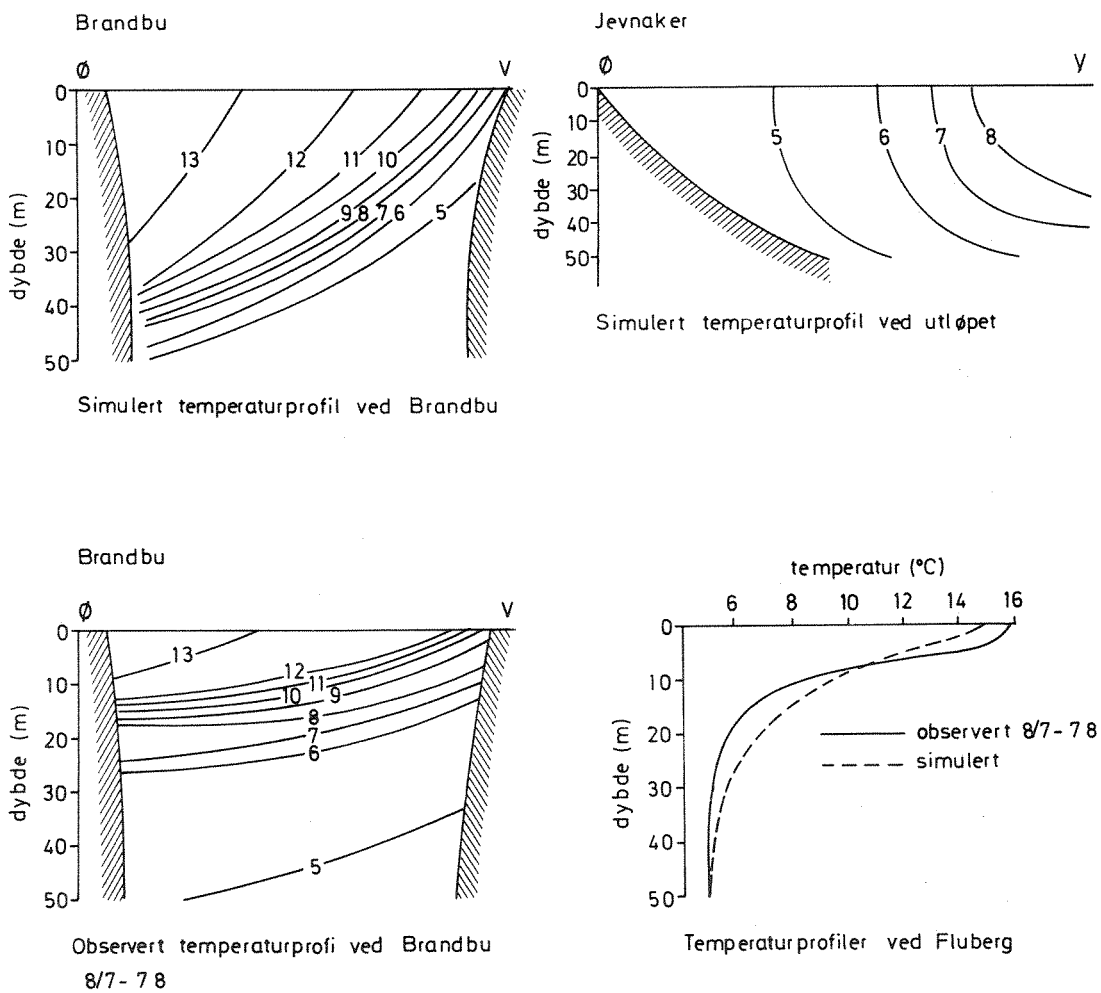 Brandbu
Ø V
0
10
20
30
40
50
dybde (m)
13 12 11 10
9 8 7 6 5
Simulert temperaturprofil ved Brandbu
Jevnaker
Ø V
0
10
20
30
40
50
dybde (m)
5 6 7 8
Simulert temperaturprofil ved utløpet
Brandbu
Ø V
0
10
20
30
40
50
dybde (m)
13
12
11
10 9
8
7
6
5
Observert temperaturprofi ved Brandbu
8/7-78
temperatur (°C)
6 8 10 12 14 16
0
10
20
30
40
50
dybde (m)
observert 8/7-78
simulert
Temperaturprofiler ved Fluberg